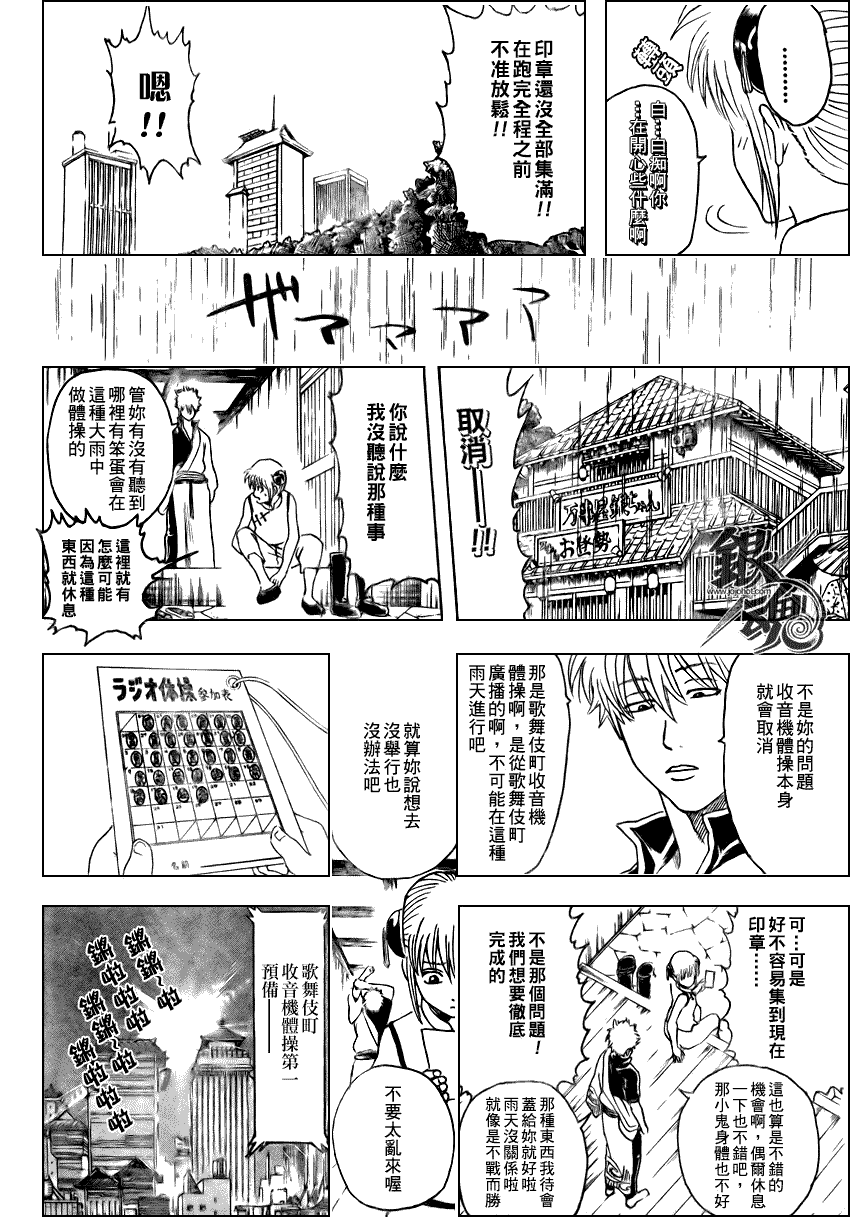 ……
白…白痴啊你
…在開心些什麼啊
印章還沒全部集滿!!
在跑完全程之前
不准放鬆!!
嗯!!
ザァァァァ
取消——!!
万事屋銀ちゃん
お登勢
銀魂
www.jojohot.com
你說什麼
我沒聽說那種事
管妳有沒有聽到
哪裡有笨蛋會在
這種大雨中
做體操的
這裡就有
怎麼可能
因為這種
東西就休息
不是妳的問題
收音機體操本身
就會取消
那是歌舞伎町收音機
體操啊，是從歌舞伎町
廣播的啊，不可能在這種
雨天進行吧
就算妳說想去
沒舉行也
沒辦法吧
ラジオ体操参加表
名前
可…可是
好不容易集到現在
印章……
這也算是不錯的
機會啊，偶爾休息
一下也不錯吧，
那小鬼身體也不好
不是那個問題！
我們想要徹底
完成的
那種東西我待會
蓋給妳就好啦
雨天沒關係啦
就像是不戰而勝
不要太亂來喔
歌舞伎町
收音機體操第一
預備——
鏘鏘~啦啦
鏘鏘~啦啦
鏘鏘啦啦啦啦